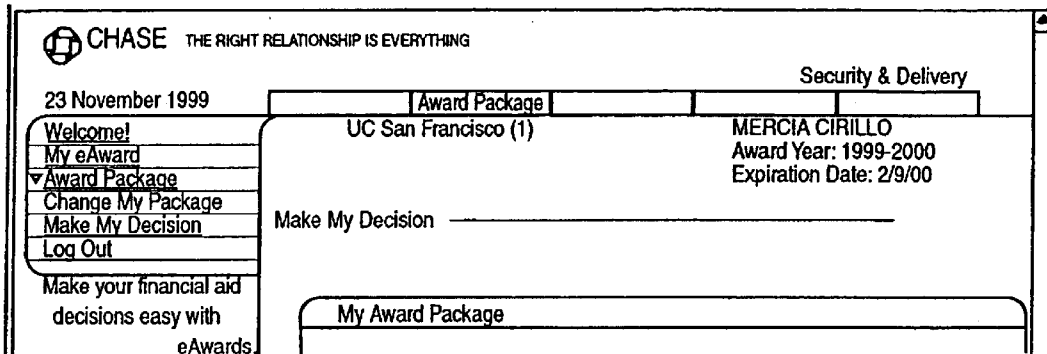 CHASE THE RIGHT RELATIONSHIP IS EVERYTHING
Security & Delivery
23 November 1999
Award Package
Welcome!
My eAward
Award Package
Change My Package
Make My Decision
Log Out
Make your financial aid
decisions easy with
eAwards.
UC San Francisco (1)
MERCIA CIRILLO
Award Year: 1999-2000
Expiration Date: 2/9/00
Make My Decision
My Award Package